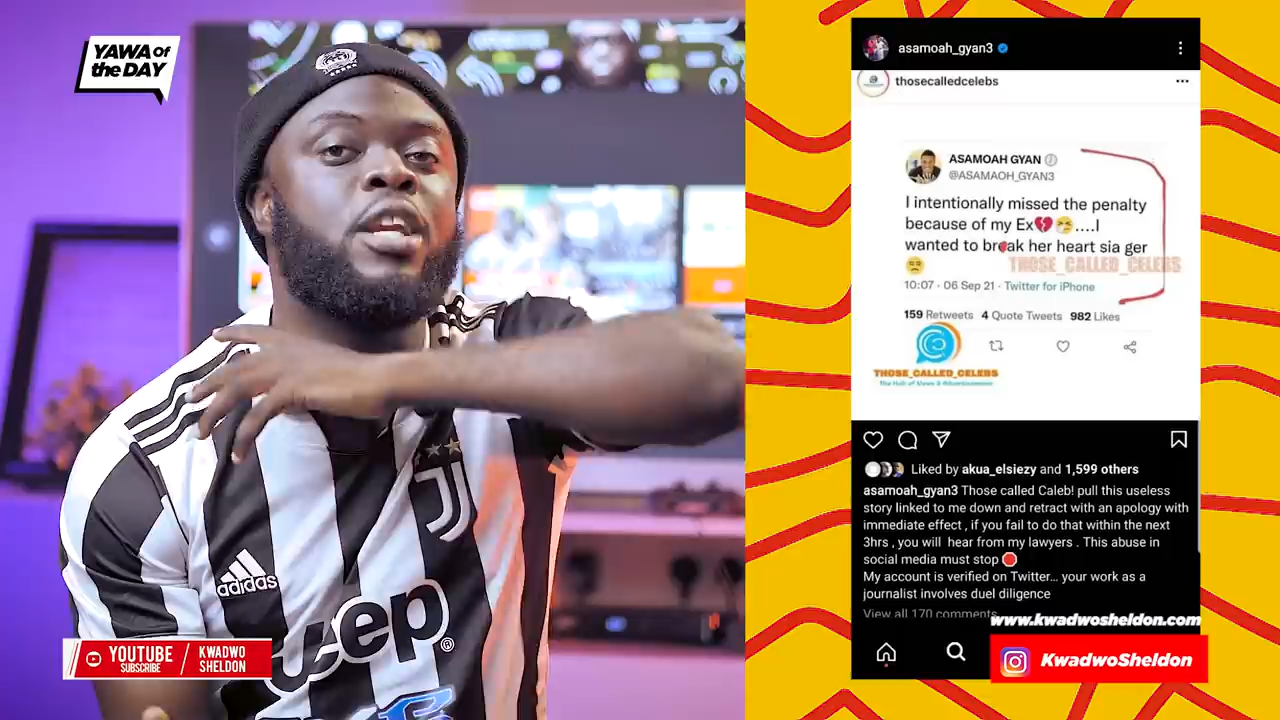 YAWA of
the DAY
adidas
Jeep
YOUTUBE
SUBSCRIBE
KWADWO
SHELDON
asamoah_gyan3
thosecalledcelebs
ASAMOAH GYAN
@ASAMAOH_GYAN3
I intentionally missed the penalty
because of my Ex💔🤧....I
wanted to break her heart sia ger
😒
THOSE_CALLED_CELEBS
10:07 · 06 Sep 21 · Twitter for iPhone
159 Retweets 4 Quote Tweets 982 Likes
THOSE_CALLED_CELEBS
Liked by akua_elsiezy and 1,599 others
asamoah_gyan3 Those called Caleb! pull this useless
story linked to me down and retract with an apology with
immediate effect , if you fail to do that within the next
3hrs , you will hear from my lawyers . This abuse in
social media must stop 🛑
My account is verified on Twitter... your work as a
journalist involves duel diligence
View all 170 comments
www.kwadwosheldon.com
KwadwoSheldon